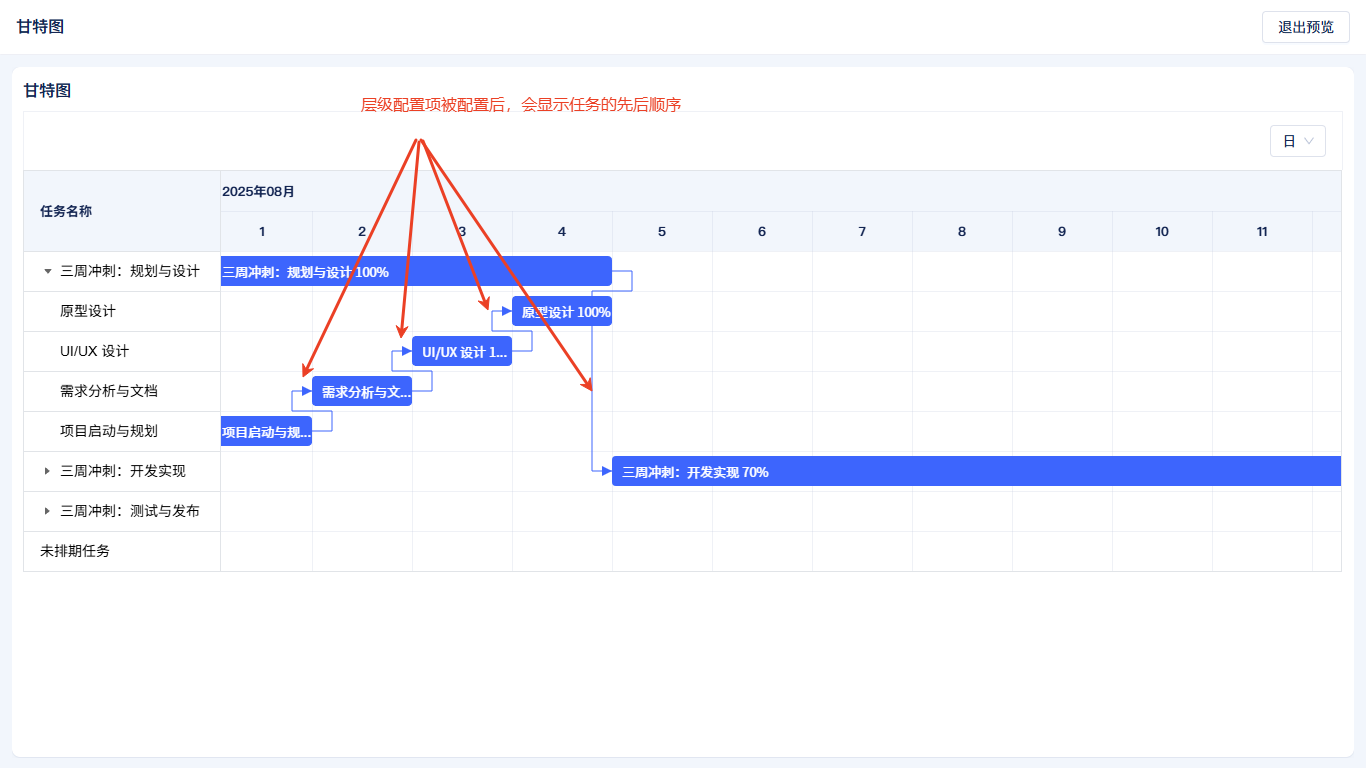 甘特图
退出预览
甘特图
层级配置项被配置后，会显示任务的先后顺序
日
任务名称
2025年08月
1 2 3 4 5 6 7 8 9 10 11
三周冲刺：规划与设计
三周冲刺：规划与设计 100%
原型设计
原型设计 100%
UI/UX 设计
UI/UX 设计 1...
需求分析与文档
需求分析与文...
项目启动与规划
项目启动与规...
三周冲刺：开发实现
三周冲刺：开发实现 70%
三周冲刺：测试与发布
未排期任务